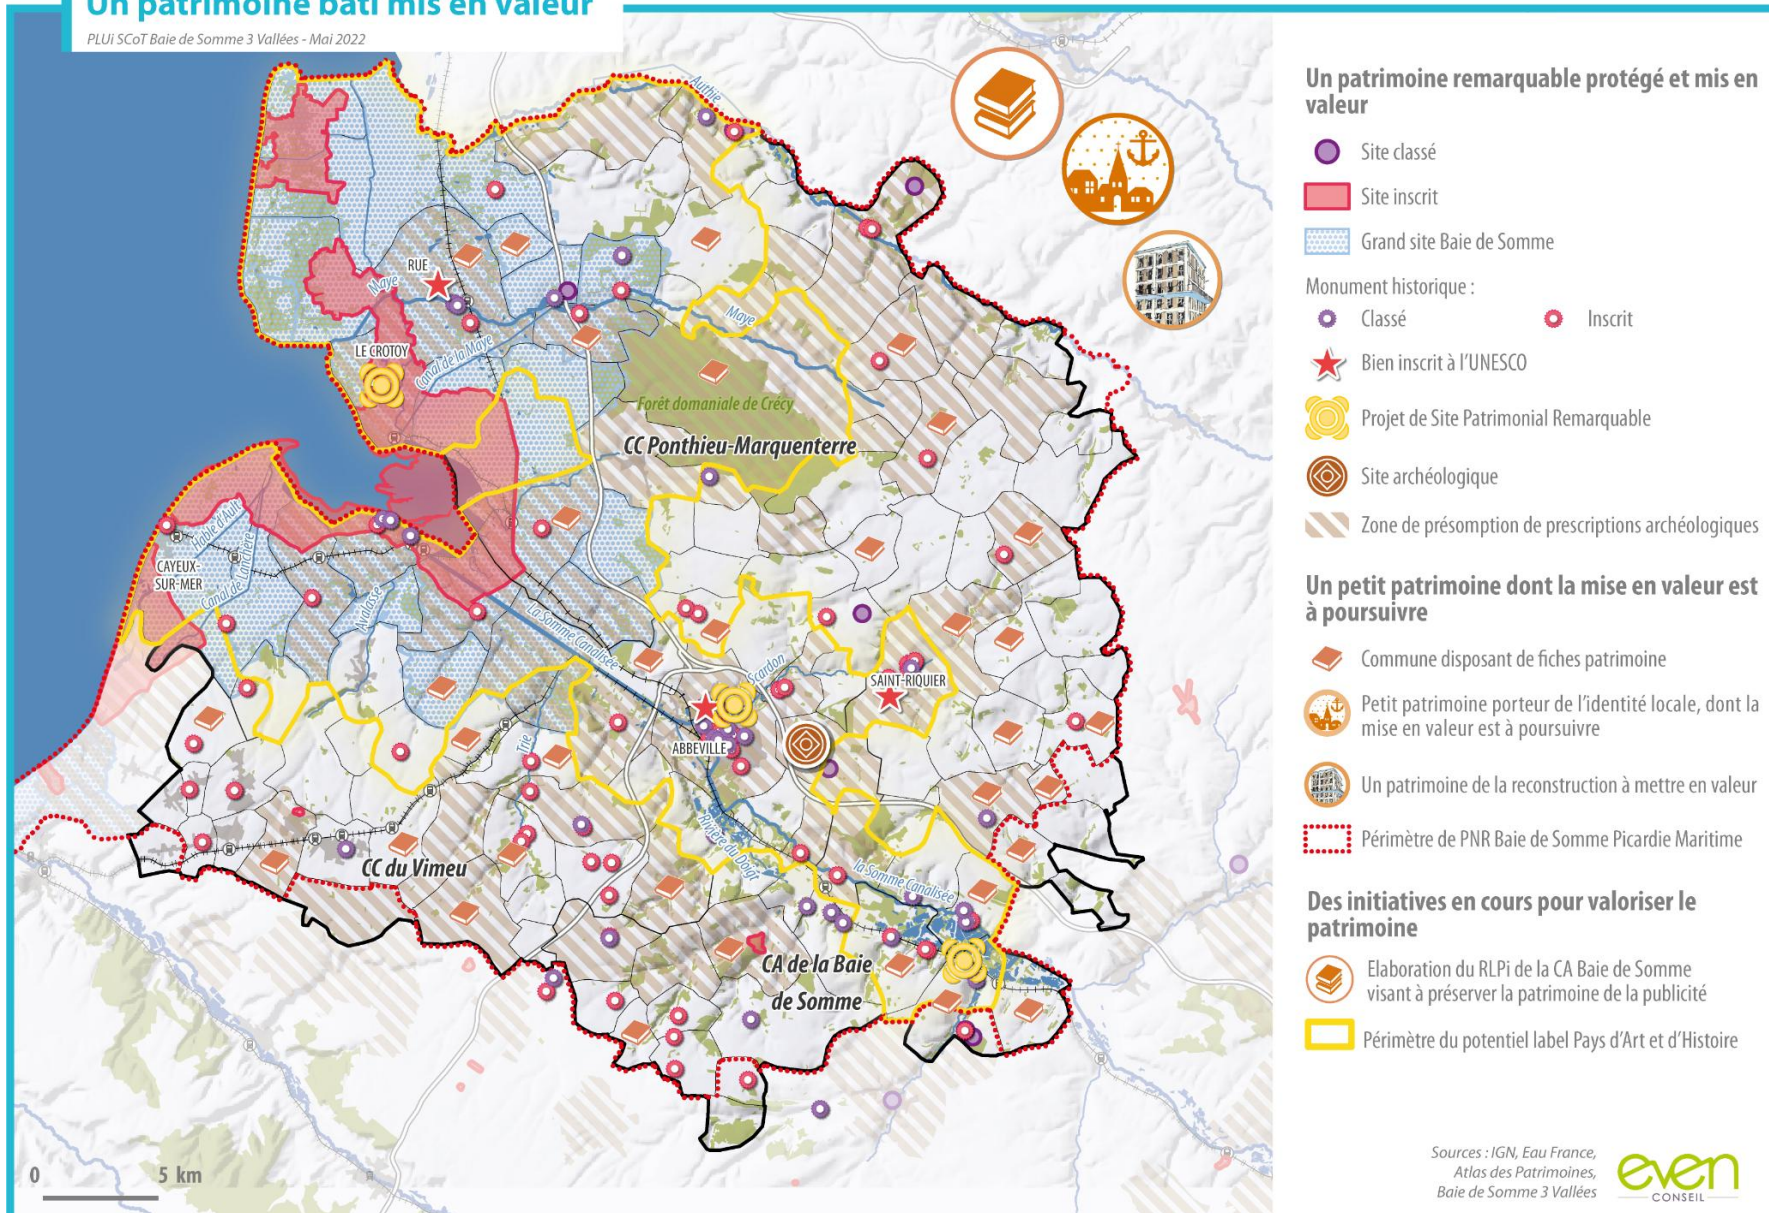 Un patrimoine bâti mis en valeur
PLUi SCoT Baie de Somme 3 Vallées - Mai 2022
Authie
RUE
Maye
Maye
LE CROTOY
Canal de la Maye
Forêt domaniale de Crécy
CC Ponthieu-Marquenterre
Hable d'Ault
CAYEUX-
SUR-MER
Canal de Lanchère
Avalasse
La Somme Canalisée
Scardon
SAINT-RIQUIER
Trie
ABBEVILLE
Rivière du Doigt
CC du Vimeu
la Somme Canalisée
CA de la Baie
de Somme
0 5 km
Un patrimoine remarquable protégé et mis en
valeur
Site classé
Site inscrit
Grand site Baie de Somme
Monument historique :
Classé Inscrit
Bien inscrit à l'UNESCO
Projet de Site Patrimonial Remarquable
Site archéologique
Zone de présomption de prescriptions archéologiques
Un petit patrimoine dont la mise en valeur est
à poursuivre
Commune disposant de fiches patrimoine
Petit patrimoine porteur de l'identité locale, dont la
mise en valeur est à poursuivre
Un patrimoine de la reconstruction à mettre en valeur
Périmètre de PNR Baie de Somme Picardie Maritime
Des initiatives en cours pour valoriser le
patrimoine
Elaboration du RLPi de la CA Baie de Somme
visant à préserver la patrimoine de la publicité
Périmètre du potentiel label Pays d'Art et d'Histoire
Sources : IGN, Eau France,
Atlas des Patrimoines,
Baie de Somme 3 Vallées
even
CONSEIL